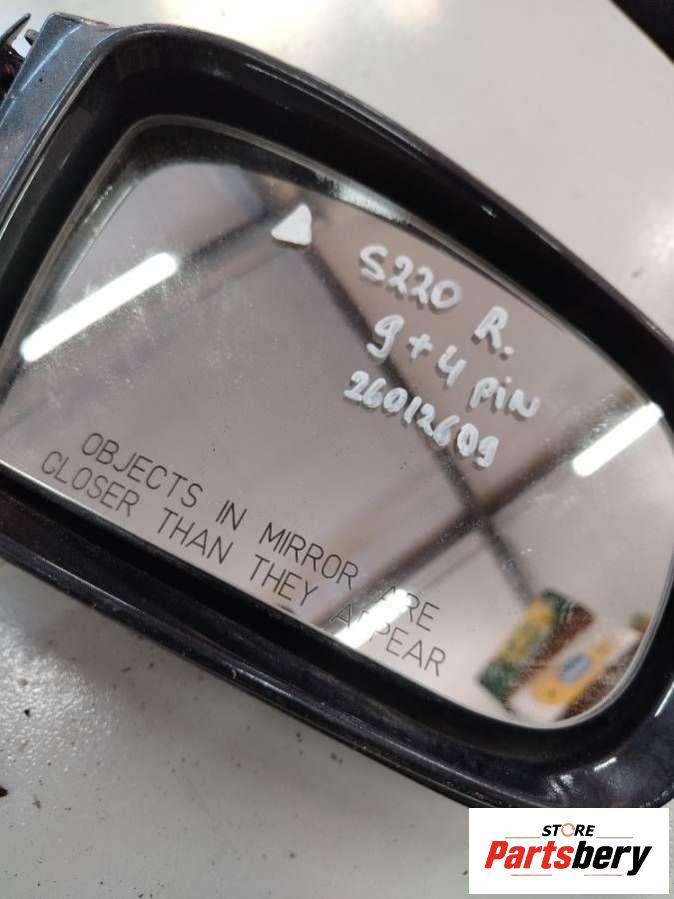 S220 R.
9+4 PIN
26012609
OBJECTS IN MIRROR ARE
CLOSER THAN THEY APPEAR
STORE
Partsbery